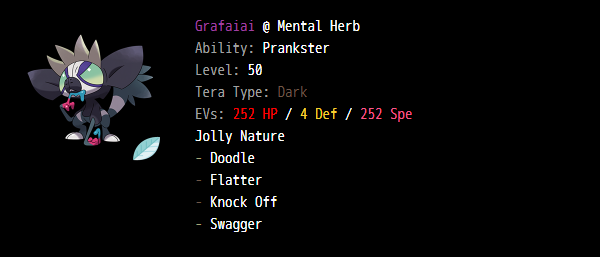 Grafaiai @ Mental Herb
Ability: Prankster
Level: 50
Tera Type: Dark
EVs: 252 HP / 4 Def / 252 Spe
Jolly Nature
- Doodle
- Flatter
- Knock Off
- Swagger